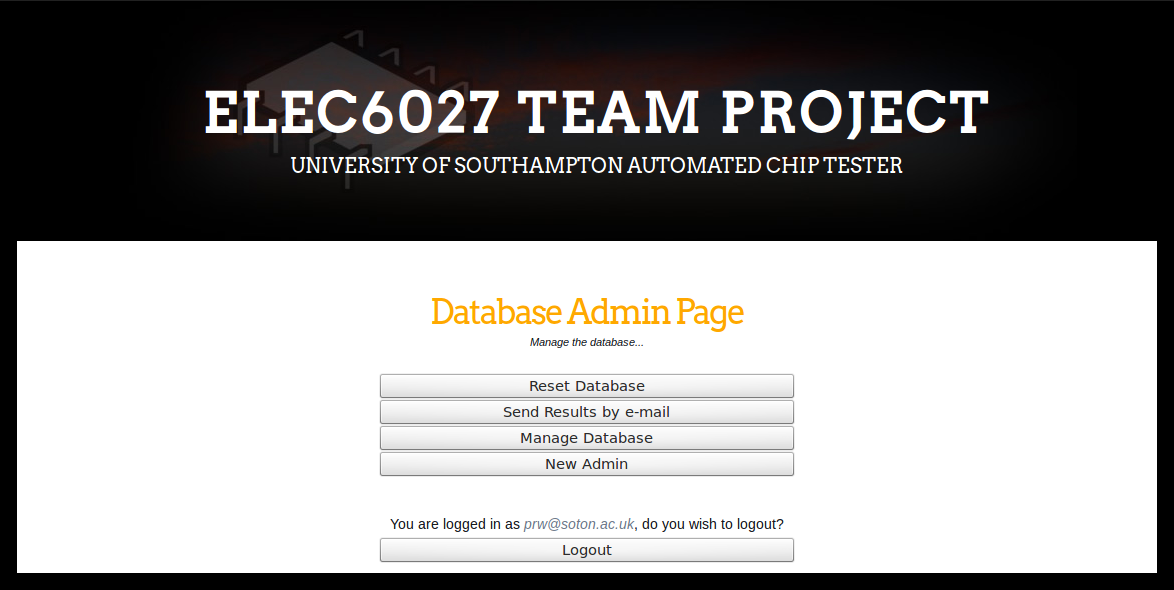 ELEC6027 TEAM PROJECT
UNIVERSITY OF SOUTHAMPTON AUTOMATED CHIP TESTER
Database Admin Page
Manage the database...
Reset Database
Send Results by e-mail
Manage Database
New Admin
You are logged in as prw@soton.ac.uk, do you wish to logout?
Logout